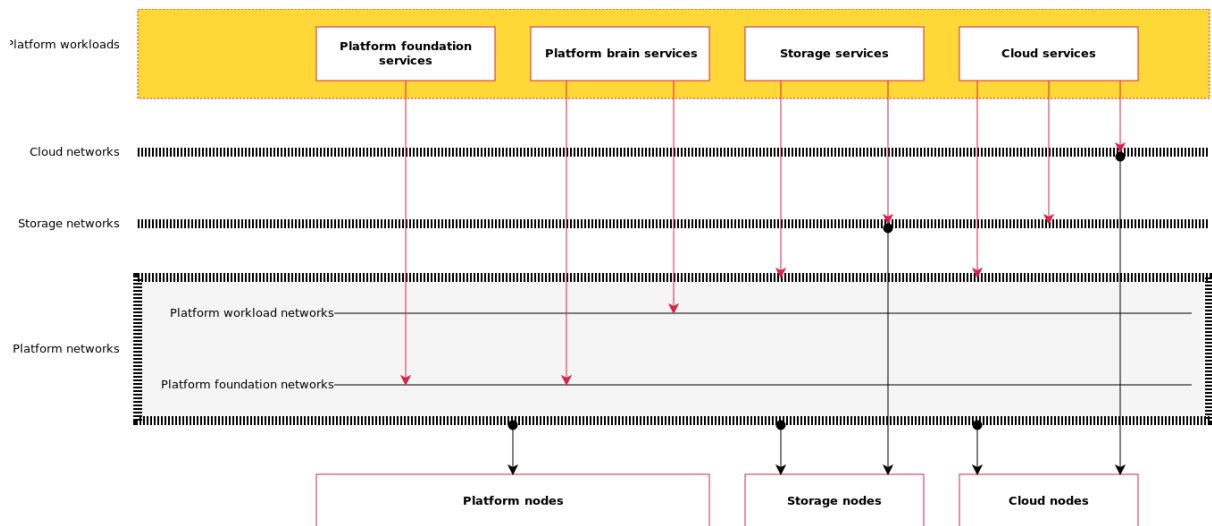 Platform workloads
Platform foundation
services
Platform brain services
Storage services
Cloud services
Cloud networks
Storage networks
Platform workload networks
Platform networks
Platform foundation networks
Platform nodes
Storage nodes
Cloud nodes